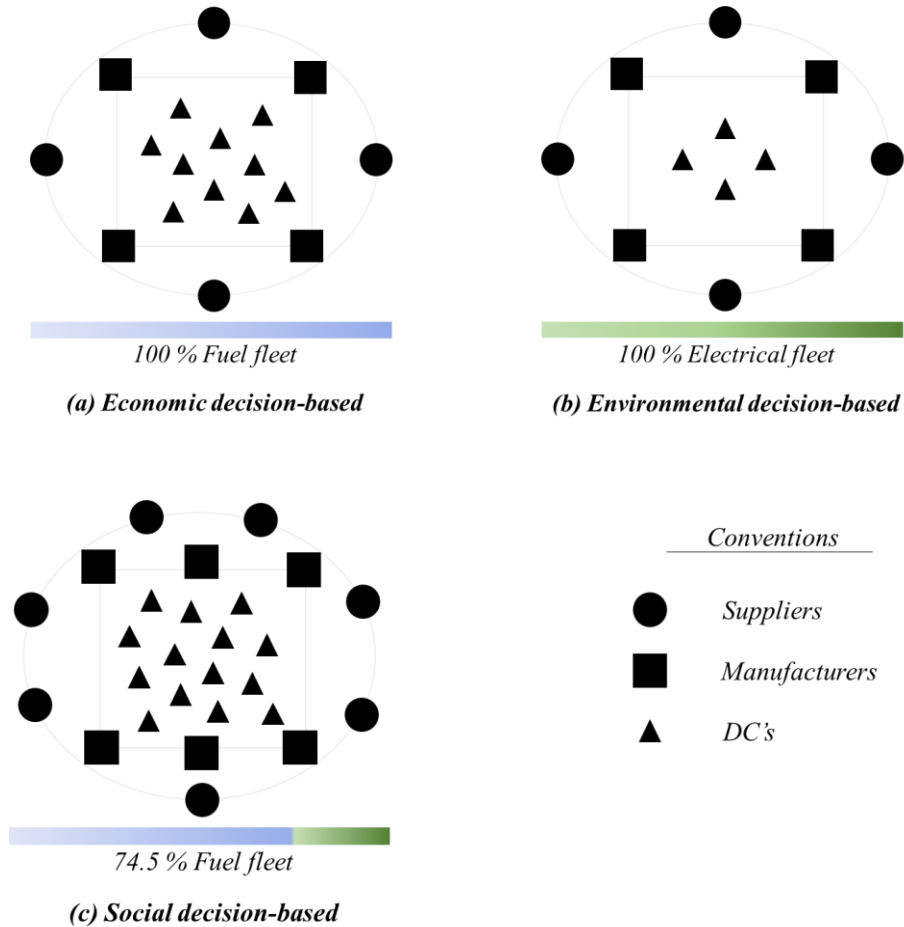 100 % Fuel fleet
(a) Economic decision-based
100 % Electrical fleet
(b) Environmental decision-based
74.5 % Fuel fleet
(c) Social decision-based
Conventions
Suppliers
Manufacturers
DC's